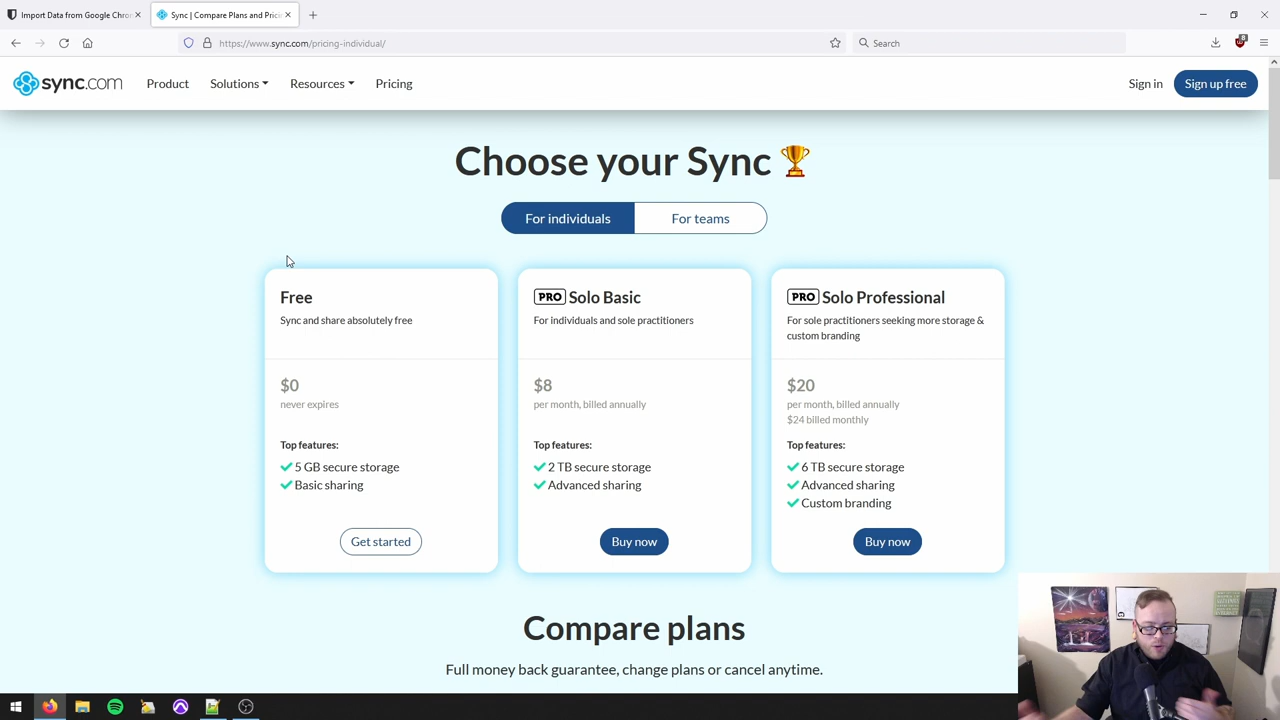 Import Data from Google Chro
Sync | Compare Plans and Prici
https://www.sync.com/pricing-individual/
Search
8
sync.com
Product
Solutions
Resources
Pricing
Sign in
Sign up free
Choose your Sync
For individuals
For teams
Free
Sync and share absolutely free
$0
never expires
Top features:
5 GB secure storage
Basic sharing
Get started
PRO Solo Basic
For individuals and sole practitioners
$8
per month, billed annually
Top features:
2 TB secure storage
Advanced sharing
Buy now
PRO Solo Professional
For sole practitioners seeking more storage &
custom branding
$20
per month, billed annually
$24 billed monthly
Top features:
6 TB secure storage
Advanced sharing
Custom branding
Buy now
Compare plans
Full money back guarantee, change plans or cancel anytime.